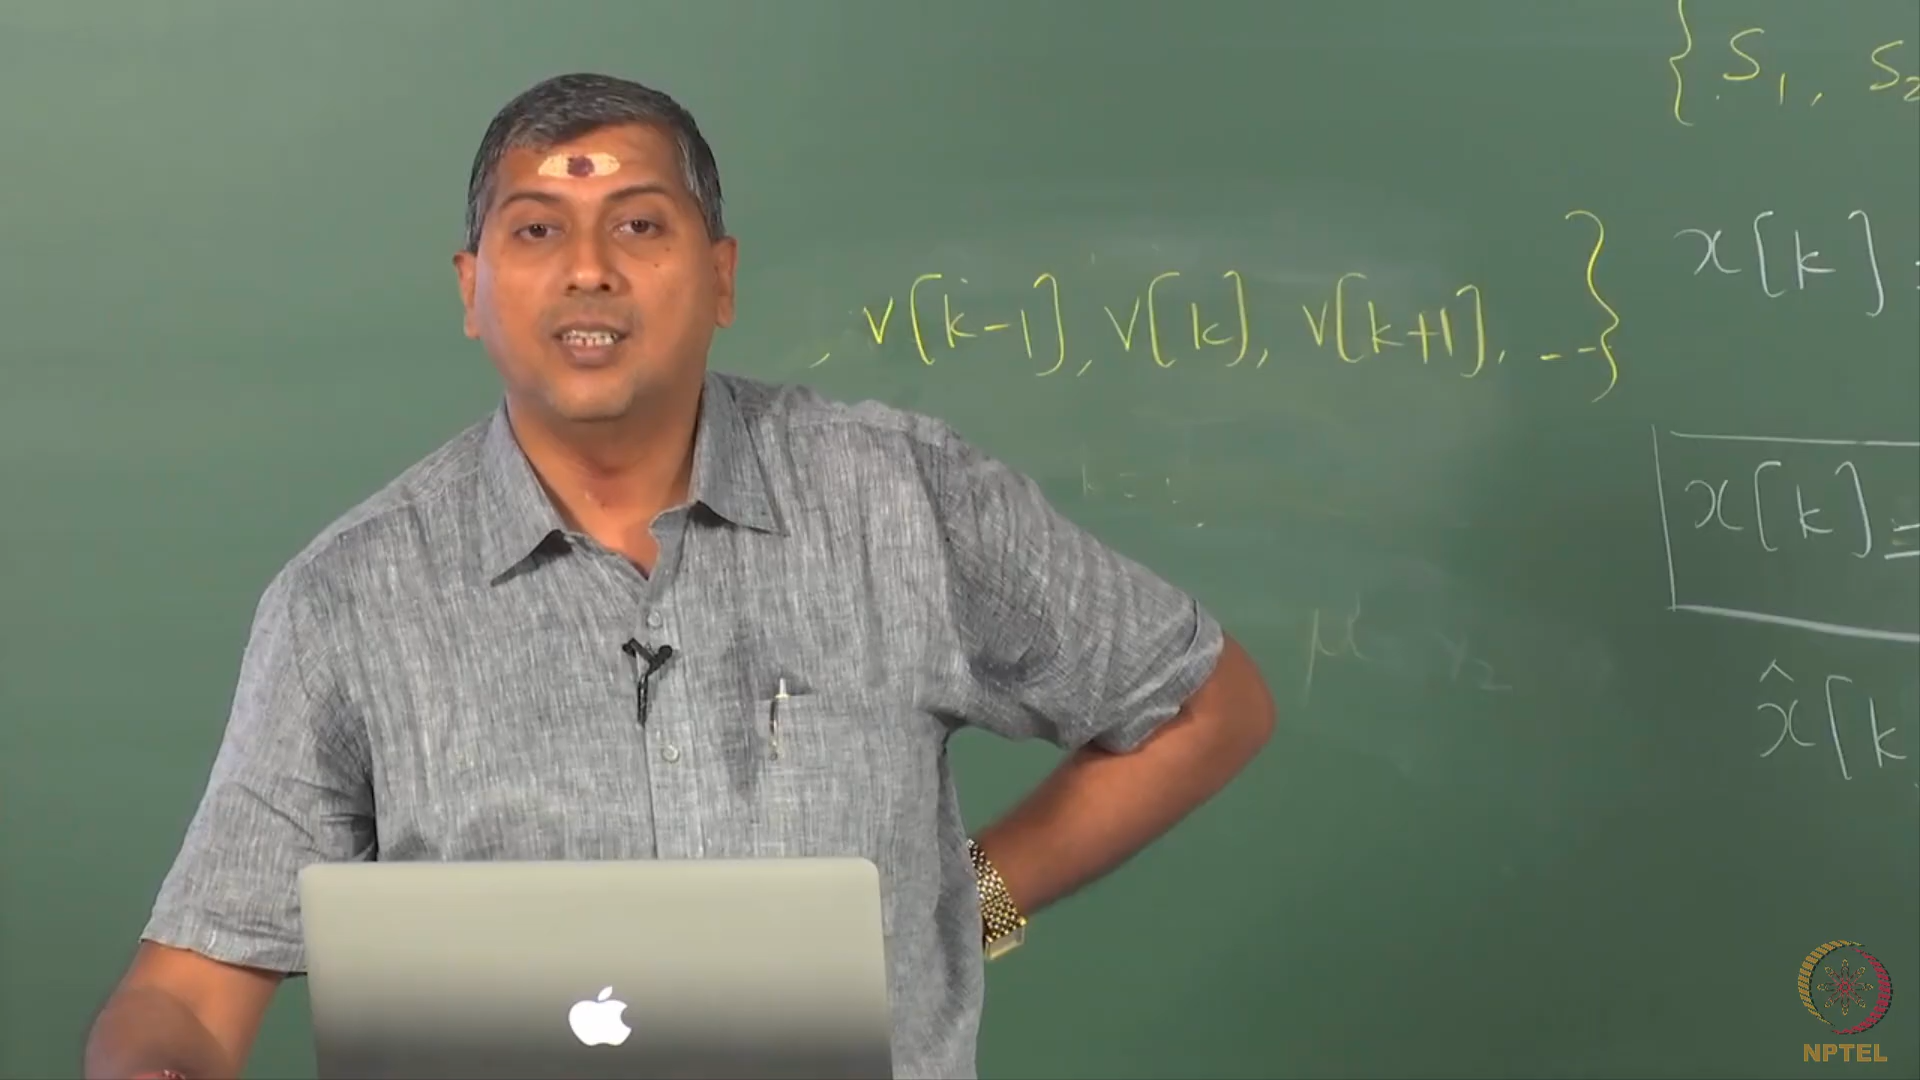 { S₁, S₂
, v[k-1], v[k], v[k+1], ---}
x[k] =
x[k] =
x̂[k
NPTEL